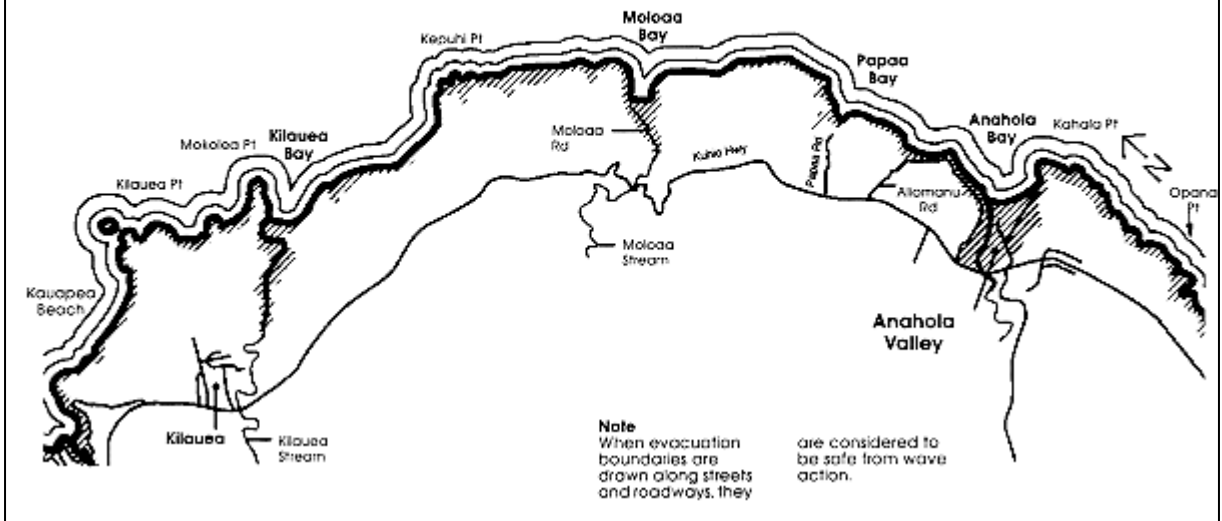 Moloaa
Bay
Kepuhi Pt
Papaa
Bay
Anahola
Bay
Kahala Pt
N
Mokolea Pt
Kilauea
Bay
Moloaa
Rd
Kuhio Hwy
Papaa Rd
Kilauea Pt
Aliomanu
Rd
Opana
Pt
Moloaa
Stream
Kauapea
Beach
Anahola
Valley
Kilauea
Kilauea
Stream
Note
When evacuation
boundaries are
drawn along streets
and roadways, they
are considered to
be safe from wave
action.